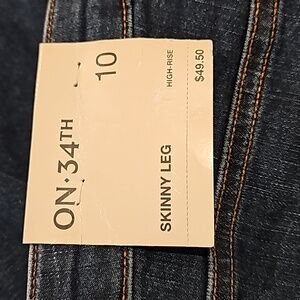 ON·34TH
10
SKINNY LEG
HIGH-RISE
$49.50